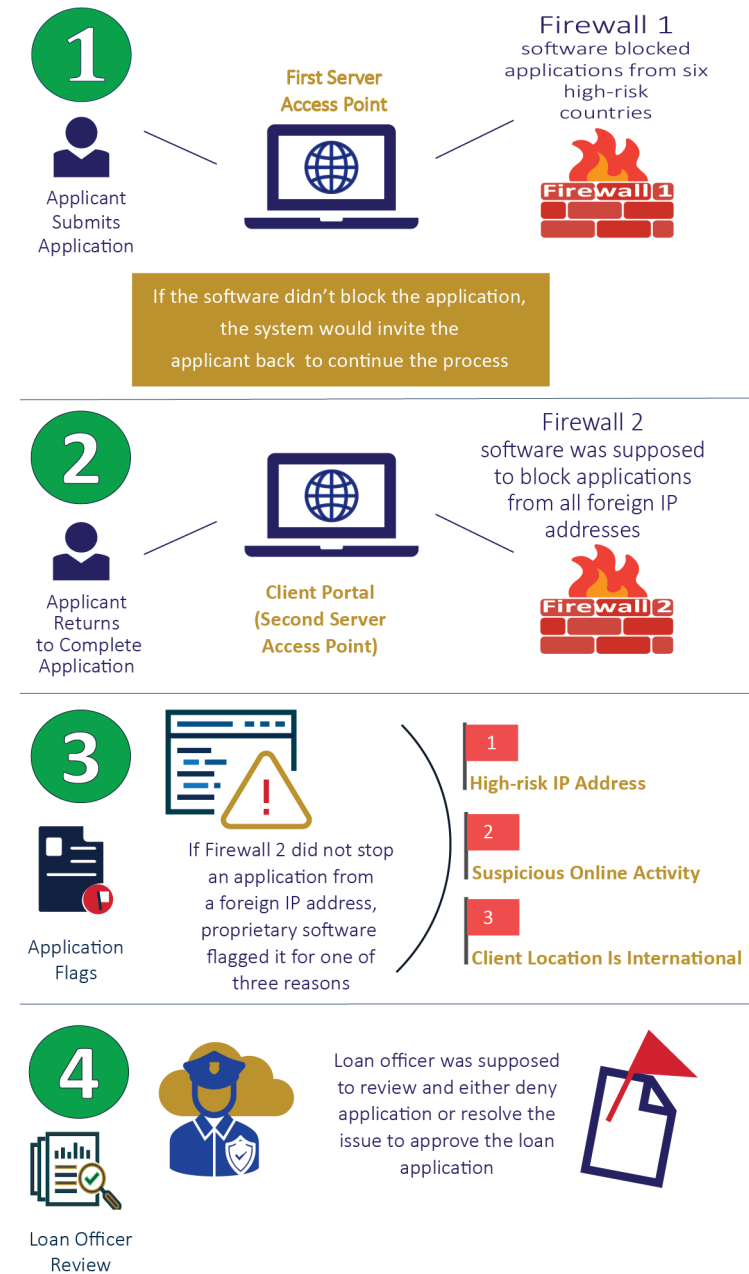 1
Applicant
Submits
Application
First Server
Access Point
Firewall 1
software blocked
applications from six
high-risk
countries
Firewall 1
If the software didn’t block the application,
the system would invite the
applicant back to continue the process
2
Applicant
Returns
to Complete
Application
Client Portal
(Second Server
Access Point)
Firewall 2
software was supposed
to block applications
from all foreign IP
addresses
Firewall 2
3
Application
Flags
If Firewall 2 did not stop
an application from
a foreign IP address,
proprietary software
flagged it for one of
three reasons
1
High-risk IP Address
2
Suspicious Online Activity
3
Client Location Is International
4
Loan Officer
Review
Loan officer was supposed
to review and either deny
application or resolve the
issue to approve the loan
application